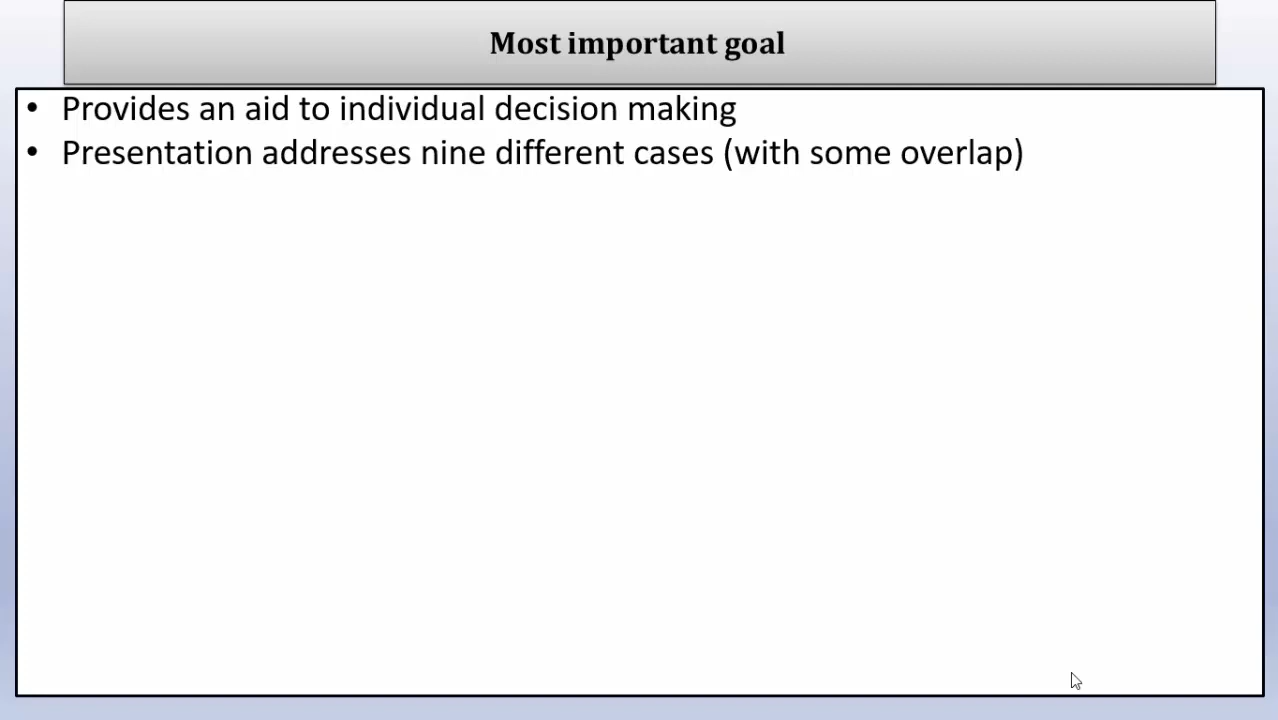 Most important goal
• Provides an aid to individual decision making
• Presentation addresses nine different cases (with some overlap)